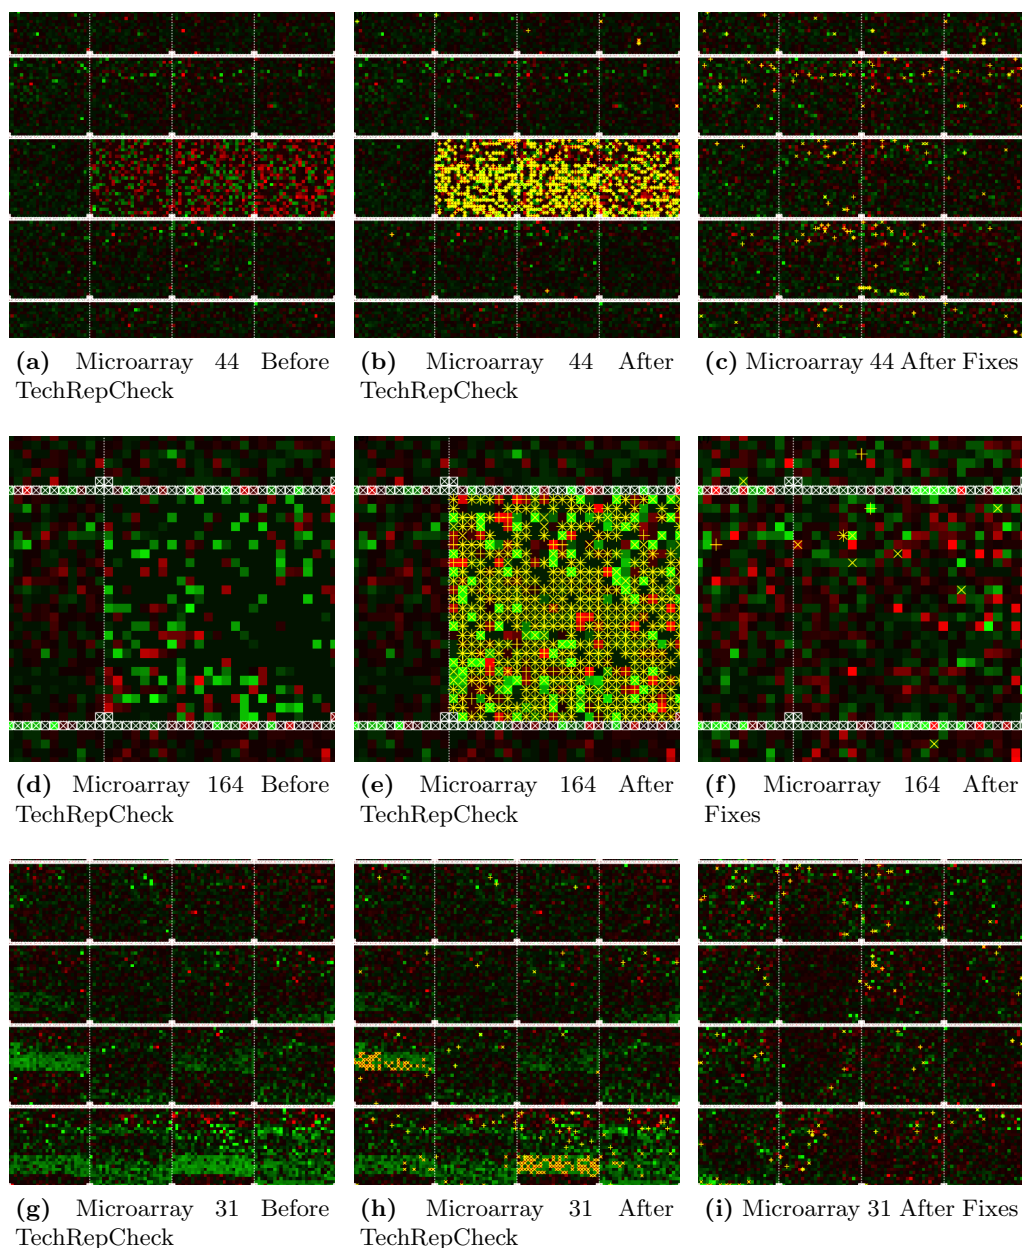 (a) Microarray 44 Before
TechRepCheck
(b) Microarray 44 After
TechRepCheck
(c) Microarray 44 After Fixes
(d) Microarray 164 Before
TechRepCheck
(e) Microarray 164 After
TechRepCheck
(f) Microarray 164 After
Fixes
(g) Microarray 31 Before
TechRepCheck
(h) Microarray 31 After
TechRepCheck
(i) Microarray 31 After Fixes